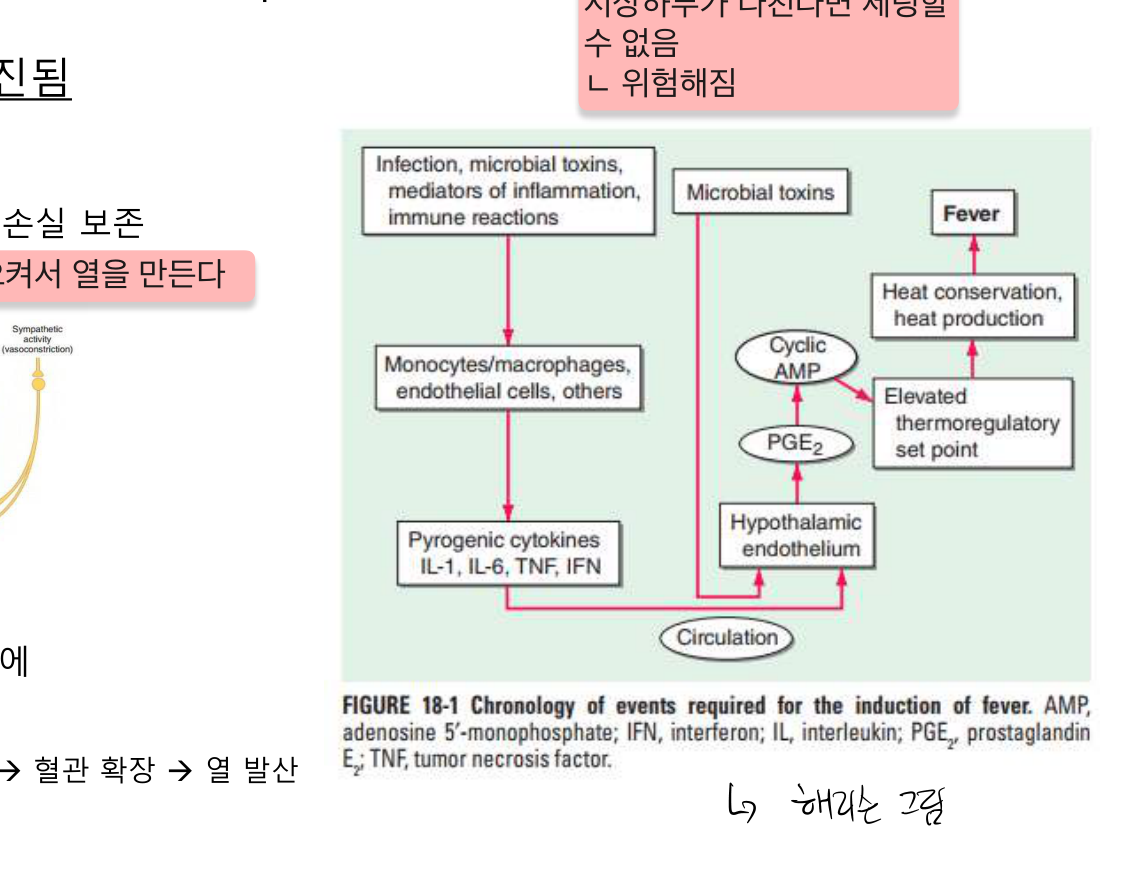 수 없음
ㄴ 위험해짐
진됨
손실 보존
켜서 열을 만든다
Sympathetic
activity
(vasoconstriction)
에
→ 혈관 확장 → 열 발산
Infection, microbial toxins,
mediators of inflammation,
immune reactions
Microbial toxins
Fever
Heat conservation,
heat production
Monocytes/macrophages,
endothelial cells, others
Cyclic
AMP
Elevated
thermoregulatory
set point
PGE₂
Pyrogenic cytokines
IL-1, IL-6, TNF, IFN
Hypothalamic
endothelium
Circulation
FIGURE 18-1 Chronology of events required for the induction of fever. AMP,
adenosine 5′-monophosphate; IFN, interferon; IL, interleukin; PGE₂, prostaglandin
E₂; TNF, tumor necrosis factor.
그림